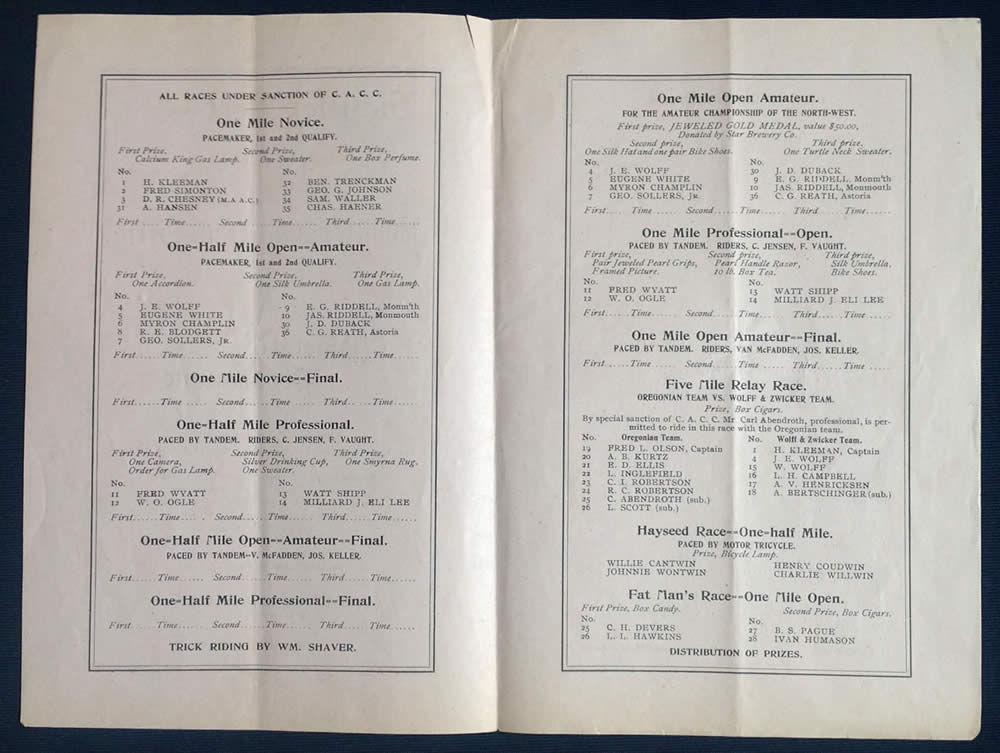 ALL RACES UNDER SANCTION OF C. A. C. C.
One Mile Novice.
PACEMAKER, 1st and 2nd QUALIFY.
First Prize, Second Prize, Third Prize,
Calcium King Gas Lamp. One Sweater. One Box Perfume.
No. No.
1 H. KLEEMAN 32 BEN. TRENCKMAN
2 FRED SIMONTON 33 GEO. G. JOHNSON
3 D. R. CHESNEY (M.A A.C.) 34 SAM. WALLER
31 A. HANSEN 35 CHAS. HAENER
First......Time...... Second......Time...... Third......Time......
One-Half Mile Open--Amateur.
PACEMAKER, 1st and 2nd QUALIFY.
First Prize, Second Prize, Third Prize,
One Accordion. One Silk Umbrella. One Gas Lamp.
No. No.
4 J. E. WOLFF 9 E. G. RIDDELL, Monm'th
5 EUGENE WHITE 10 JAS. RIDDELL, Monmouth
6 MYRON CHAMPLIN 30 J. D. DUBACK
8 R. E. BLODGETT 36 C. G. REATH, Astoria
7 GEO. SOLLERS, JR.
First......Time...... Second......Time...... Third......Time......
One Mile Novice--Final.
First......Time...... Second......Time...... Third......Time......
One-Half Mile Professional.
PACED BY TANDEM. RIDERS, C. JENSEN, F. VAUGHT.
First Prize, Second Prize, Third Prize,
One Camera, Silver Drinking Cup, One Smyrna Rug.
Order for Gas Lamp. One Sweater.
No. No.
11 FRED WYATT 13 WATT SHIPP
12 W. O. OGLE 14 MILLIARD J. ELI LEE
First......Time...... Second......Time...... Third......Time......
One-Half Mile Open--Amateur--Final.
PACED BY TANDEM--V. McFADDEN, JOS. KELLER.
First......Time...... Second......Time...... Third......Time......
One-Half Mile Professional--Final.
First......Time...... Second......Time...... Third......Time......
TRICK RIDING BY WM. SHAVER.
One Mile Open Amateur.
FOR THE AMATEUR CHAMPIONSHIP OF THE NORTH-WEST.
First prize, JEWELED GOLD MEDAL, value $50.00,
Donated by Star Brewery Co.
Second prize, Third prize.
One Silk Hat and one pair Bike Shoes. One Turtle Neck Sweater.
No. No.
4 J. E. WOLFF 30 J. D. DUBACK
5 EUGENE WHITE 9 E. G. RIDDELL, Monm'th
6 MYRON CHAMPLIN 10 JAS. RIDDELL, Monmouth
7 GEO. SOLLERS, JR. 36 C. G. REATH, Astoria
First......Time...... Second......Time...... Third......Time......
One Mile Professional--Open.
PACED BY TANDEM. RIDERS, C. JENSEN, F. VAUGHT.
First prize, Second prize, Third prize,
Pair Jeweled Pearl Grips, Pearl Handle Razor, Silk Umbrella,
Framed Picture. 10 lb. Box Tea. Bike Shoes.
No. No.
11 FRED WYATT 13 WATT SHIPP
12 W. O. OGLE 14 MILLIARD J. ELI LEE
First......Time...... Second......Time...... Third......Time......
One Mile Open Amateur--Final.
PACED BY TANDEM. RIDERS, VAN McFADDEN, JOS. KELLER.
First......Time...... Second......Time...... Third......Time......
Five Mile Relay Race.
OREGONIAN TEAM VS. WOLFF & ZWICKER TEAM.
Prize, Box Cigars.
By special sanction of C. A. C. C. Mr. Carl Abendroth, professional, is per-
mitted to ride in this race with the Oregonian team.
No. Oregonian Team. No. Wolff & Zwicker Team.
19 FRED L. OLSON, Captain 1 H. KLEEMAN, Captain
20 A. B. KURTZ 4 J. E. WOLFF
21 E. D. ELLIS 15 W. WOLFF
22 L. INGLEFIELD 16 L. H. CAMPBELL
23 C. I. ROBERTSON 17 A. V. HENRICKSEN
24 R. C. ROBERTSON 18 A. BERTSCHINGER (sub.)
25 C. ABENDROTH (sub.)
26 L. SCOTT (sub.)
Hayseed Race--One-half Mile.
PACED BY MOTOR TRICYCLE.
Prize, Bicycle Lamp.
WILLIE CANTWIN HENRY COUDWIN
JOHNNIE WONTWIN CHARLIE WILLWIN
Fat Man's Race--One Mile Open.
First Prize, Box Candy. Second Prize, Box Cigars.
No. No.
25 C. H. DEVERS 27 B. S. PAGUE
26 L. L. HAWKINS 28 IVAN HUMASON
DISTRIBUTION OF PRIZES.